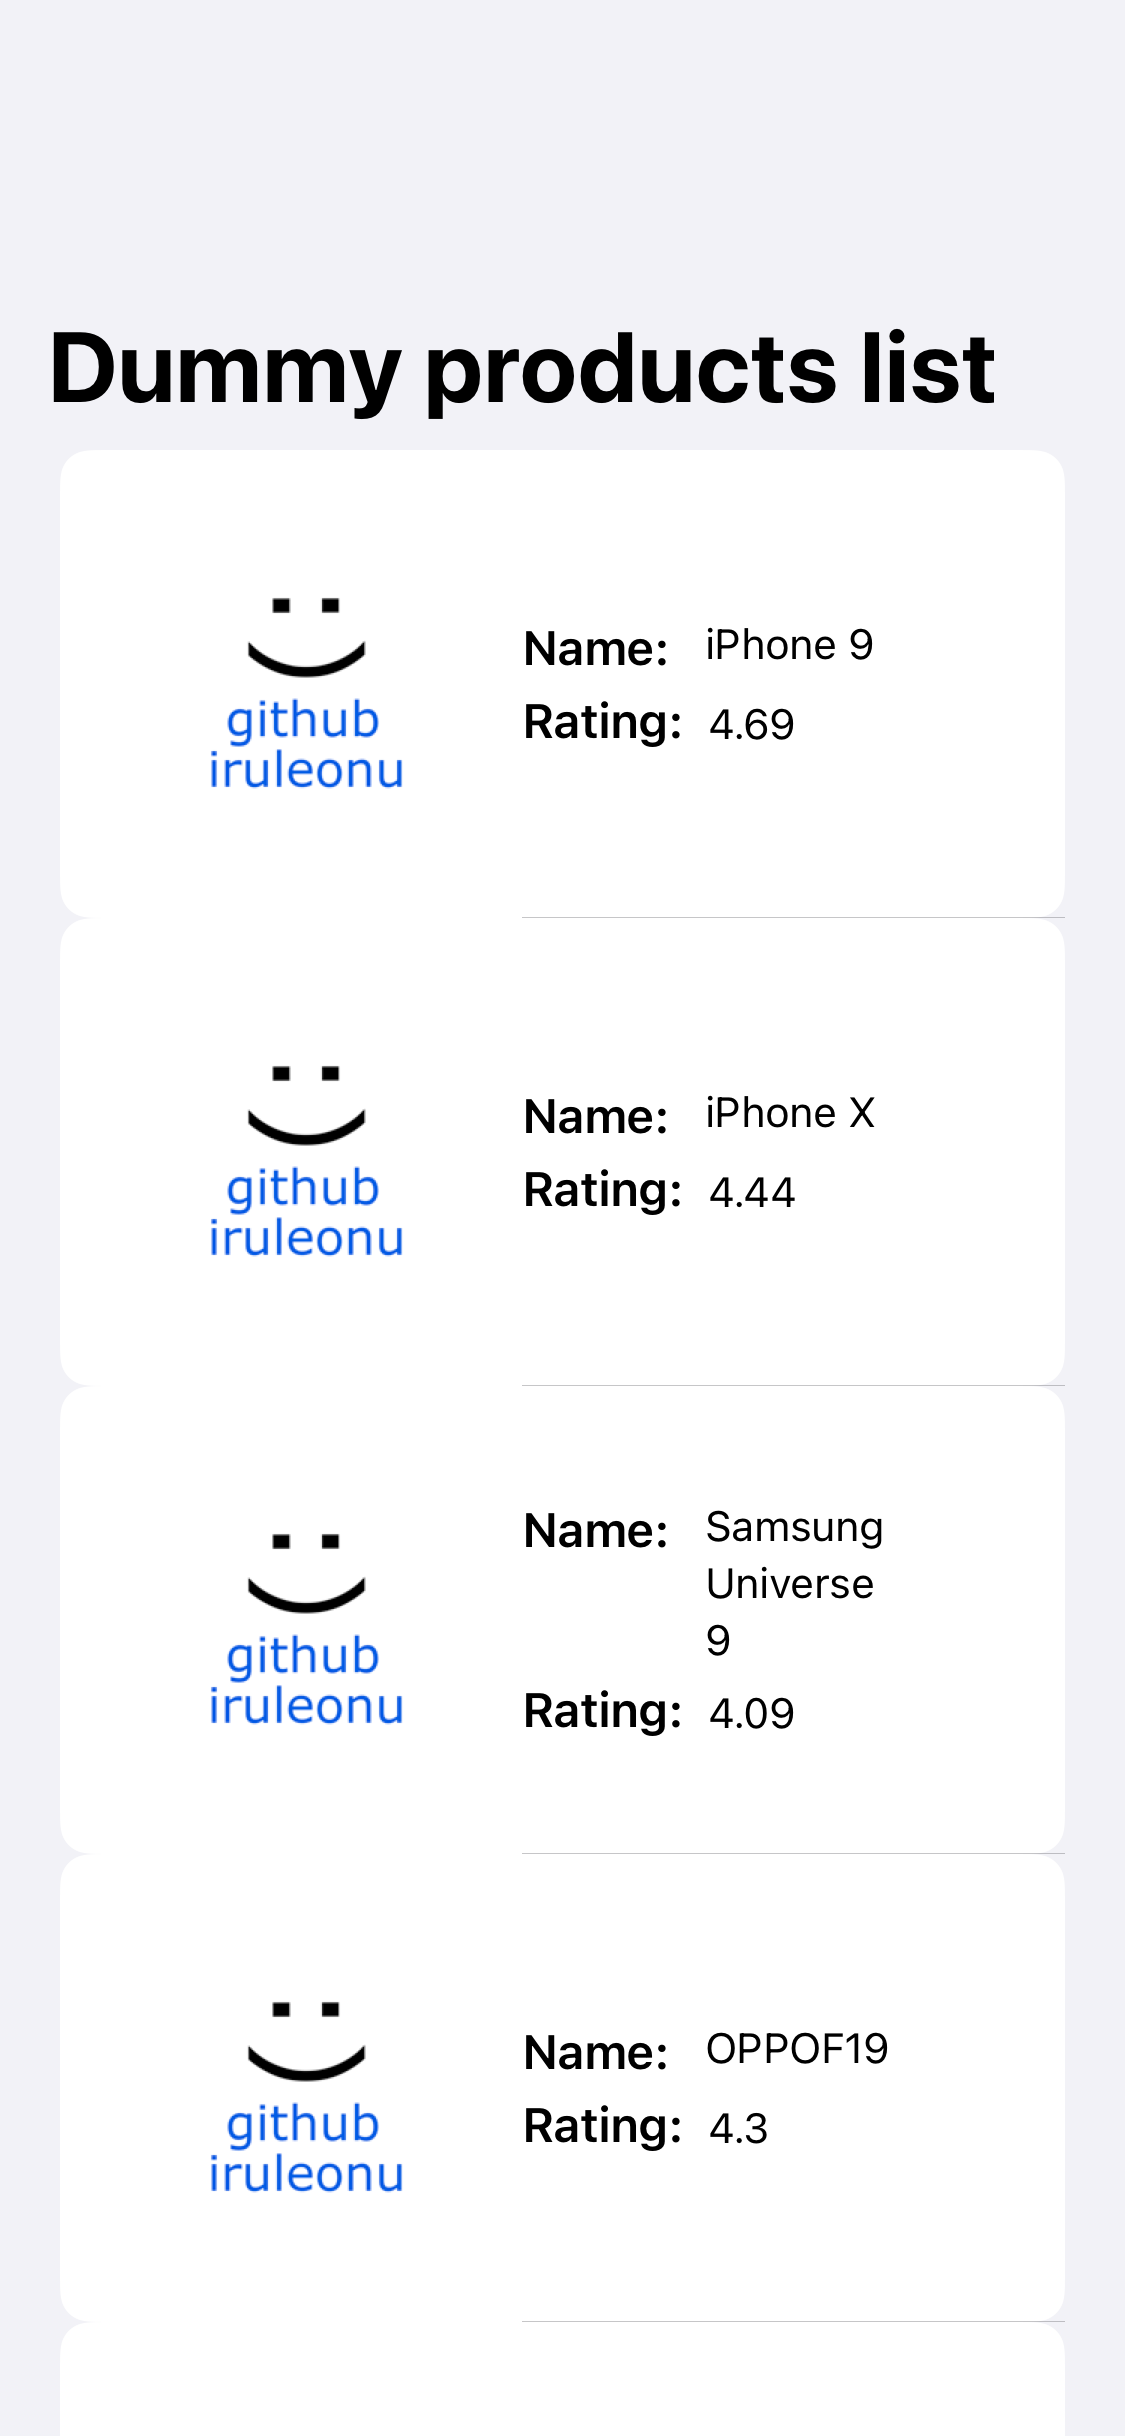 Dummy products list
github
iruleonu
Name: iPhone 9
Rating: 4.69
github
iruleonu
Name: iPhone X
Rating: 4.44
github
iruleonu
Name: Samsung
Universe
9
Rating: 4.09
github
iruleonu
Name: OPPOF19
Rating: 4.3